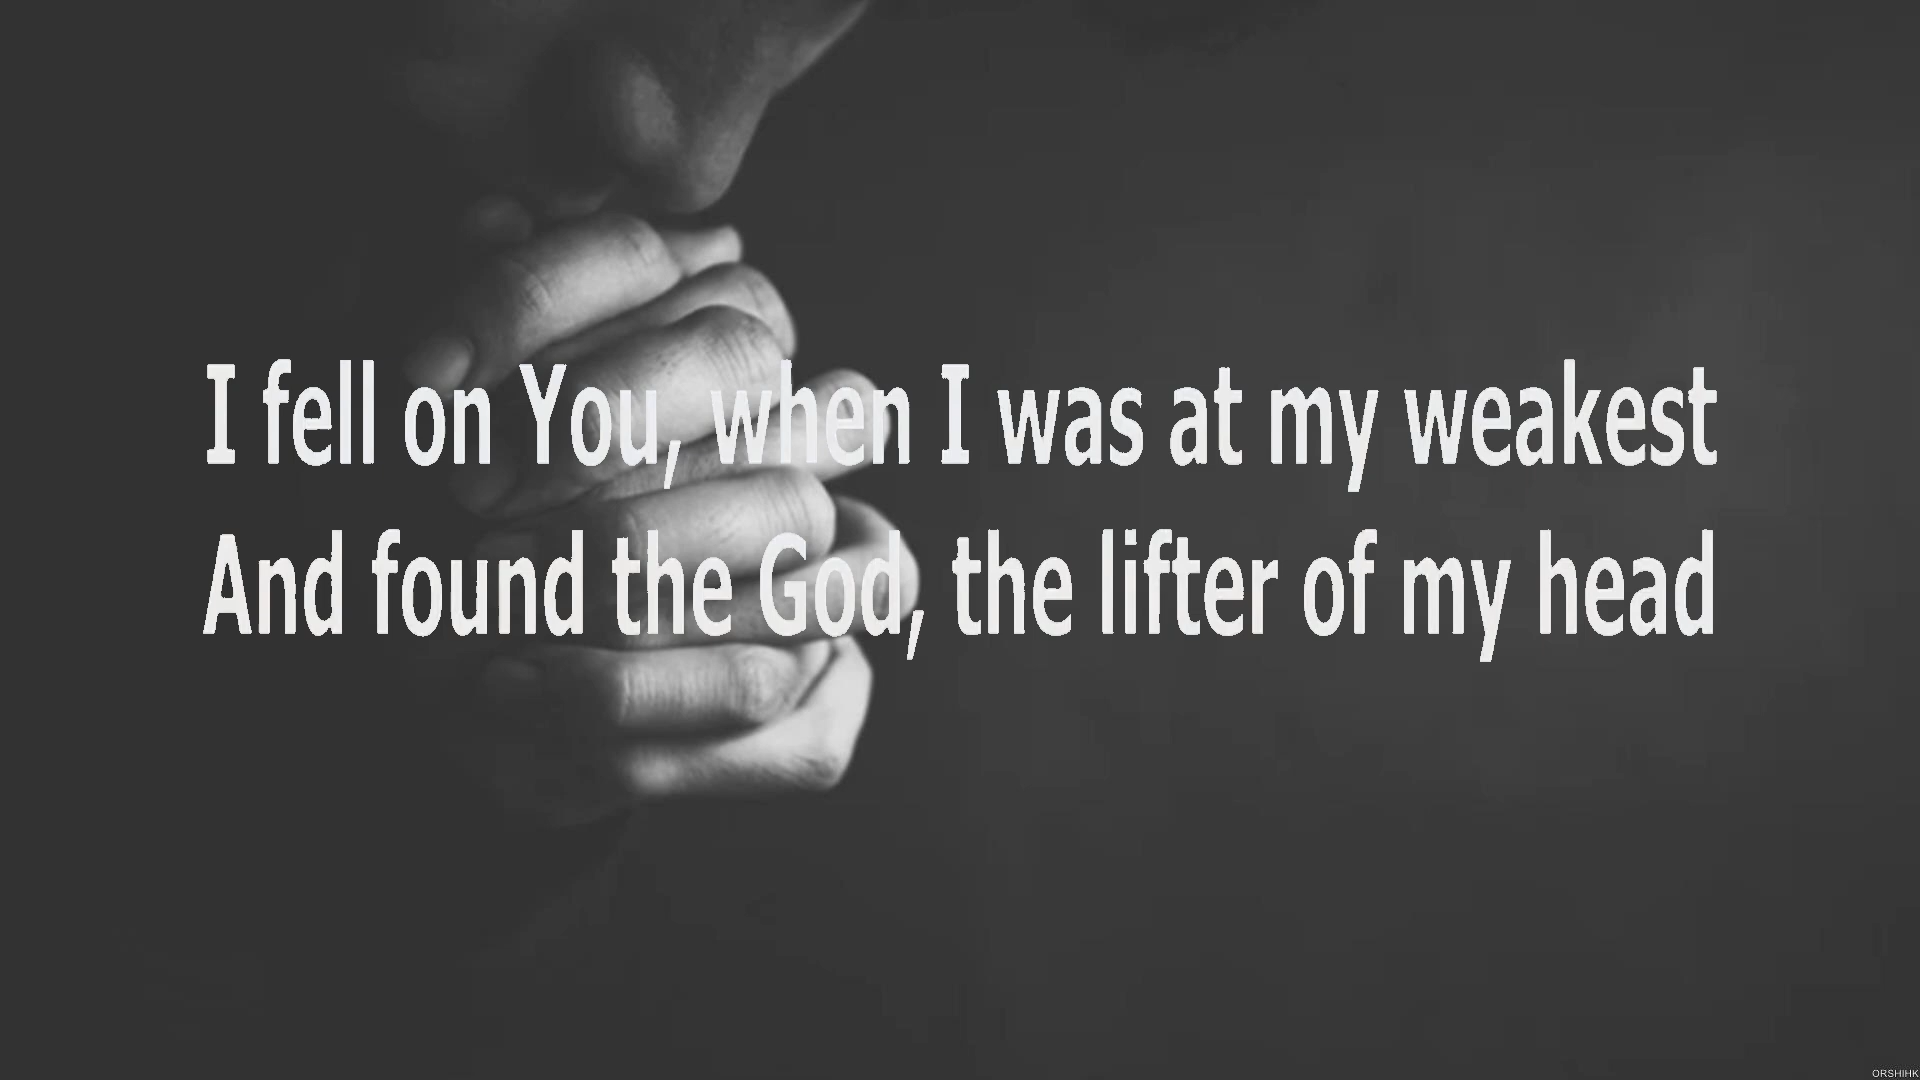 I fell on You, when I was at my weakest
And found the God, the lifter of my head
ORSHIHK